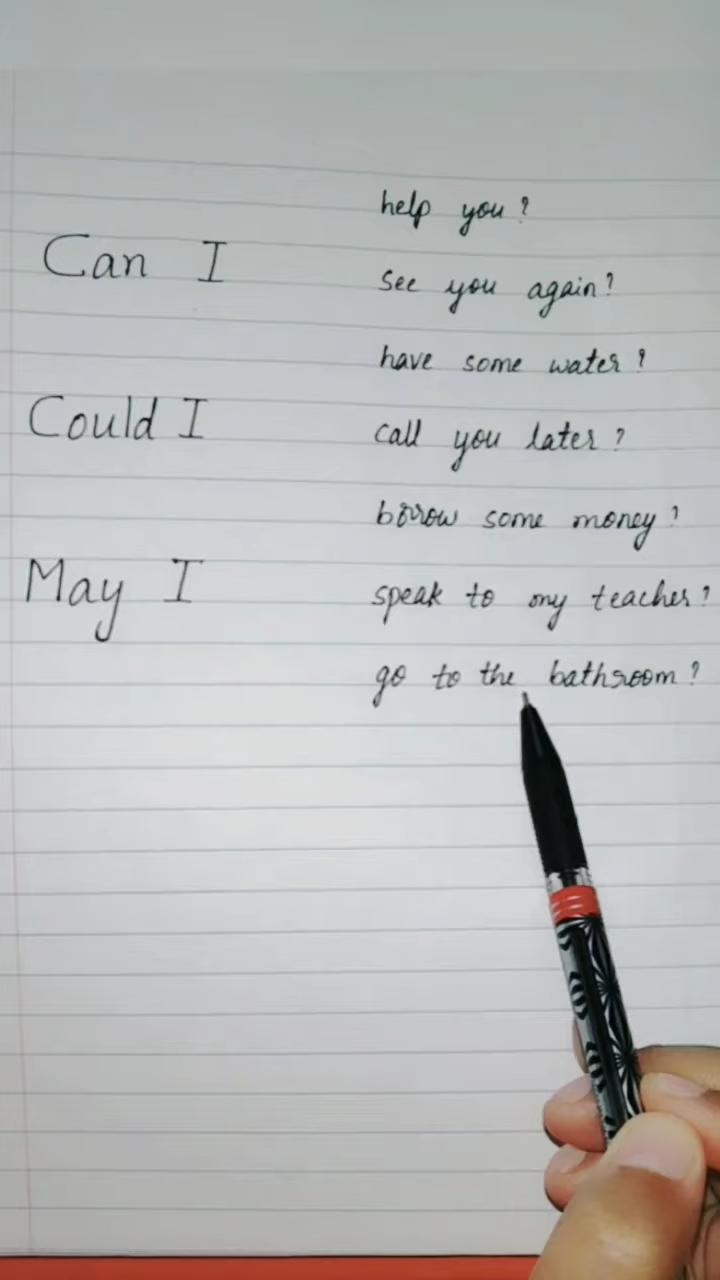 help you?
Can I
see you again?
have some water?
Could I
call you later?
borrow some money?
May I
speak to my teacher?
go to the bathroom?